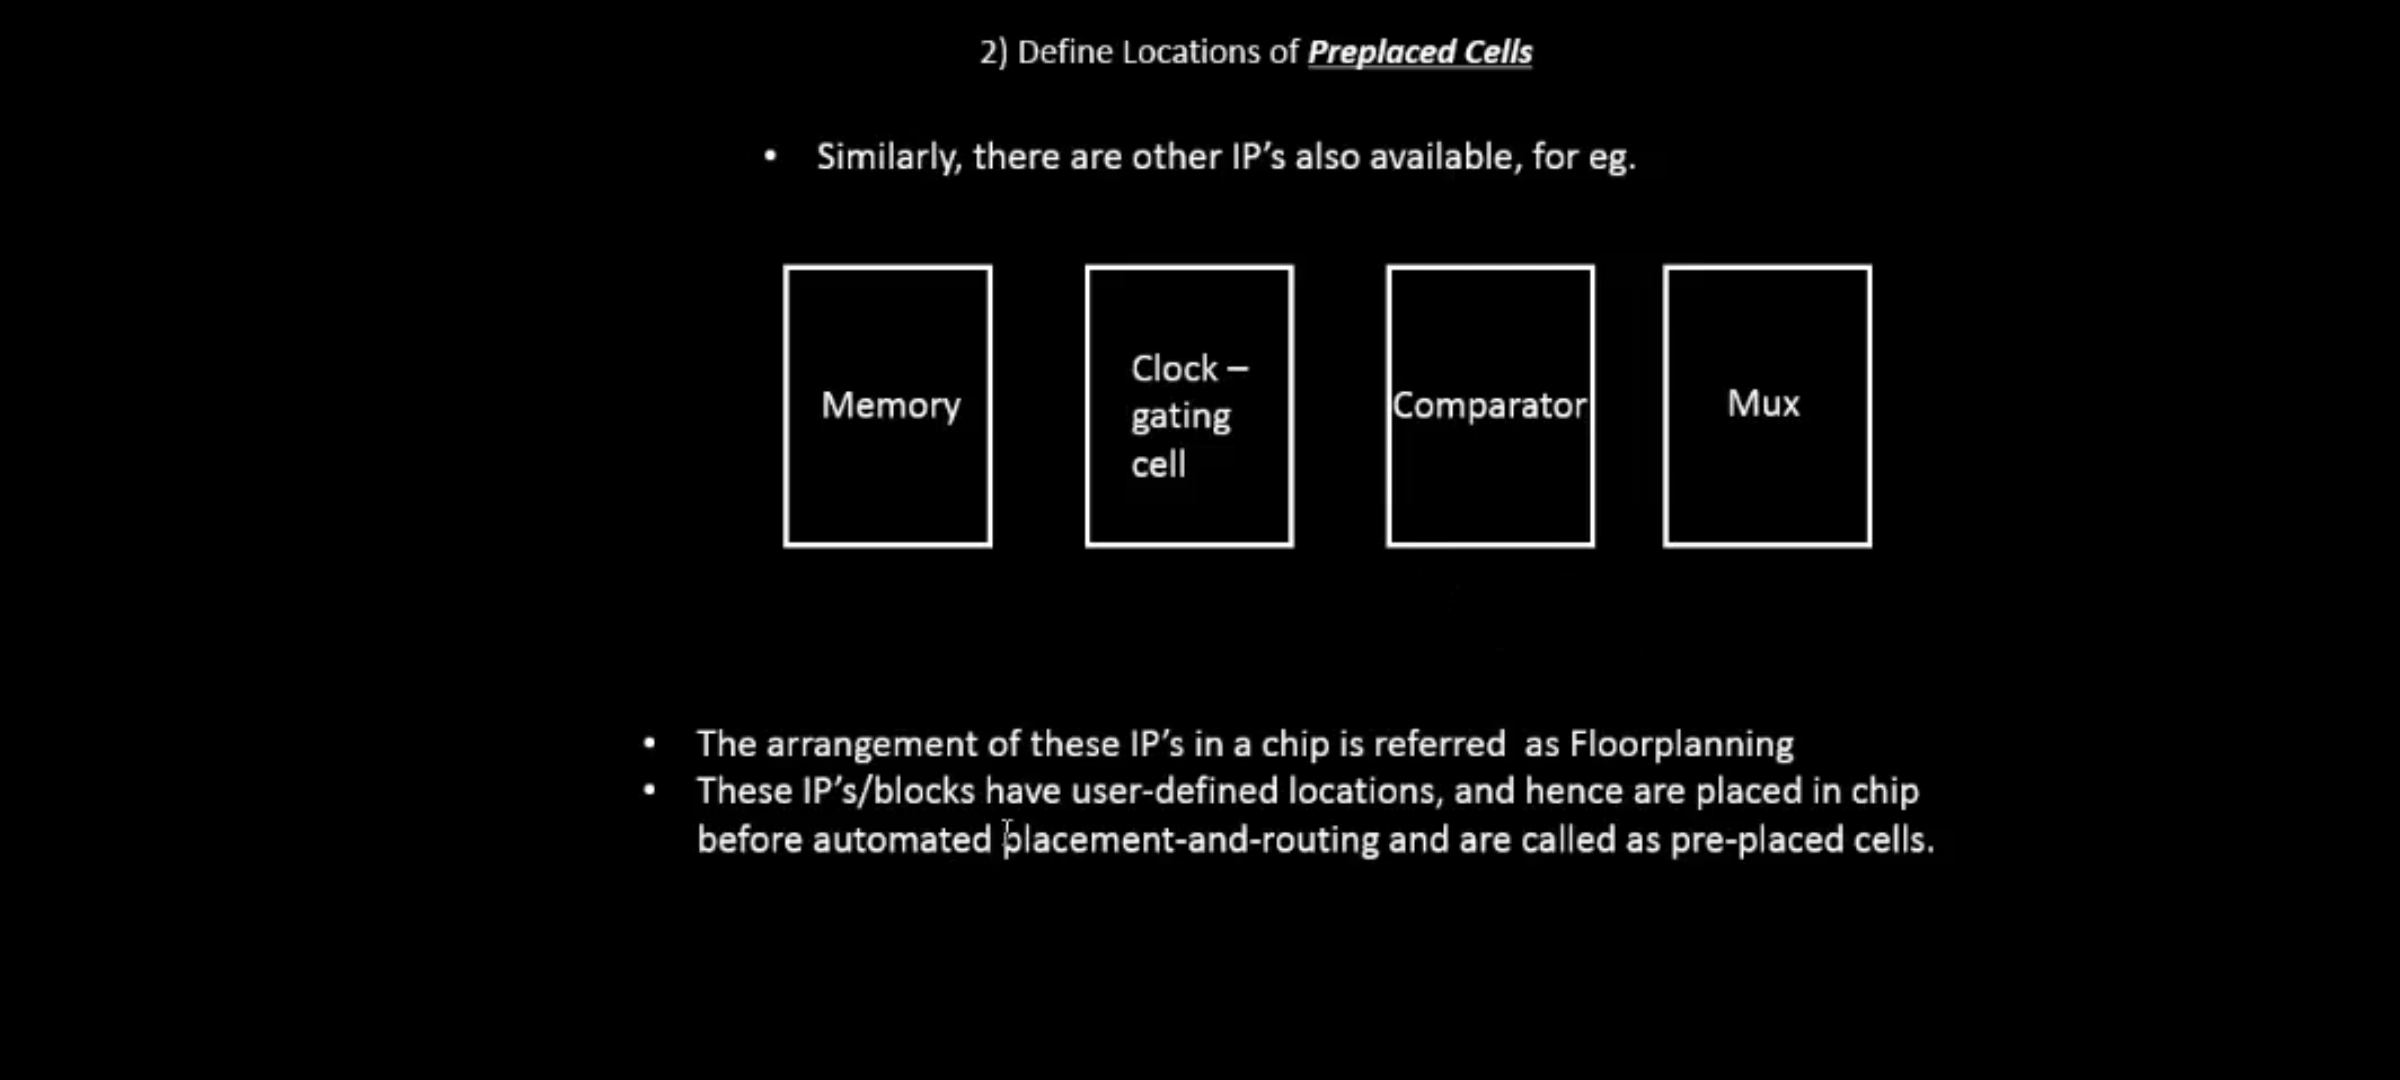 2) Define Locations of Preplaced Cells
• Similarly, there are other IP’s also available, for eg.
Memory
Clock –
gating
cell
Comparator
Mux
• The arrangement of these IP’s in a chip is referred  as Floorplanning
• These IP’s/blocks have user-defined locations, and hence are placed in chip
before automated placement-and-routing and are called as pre-placed cells.